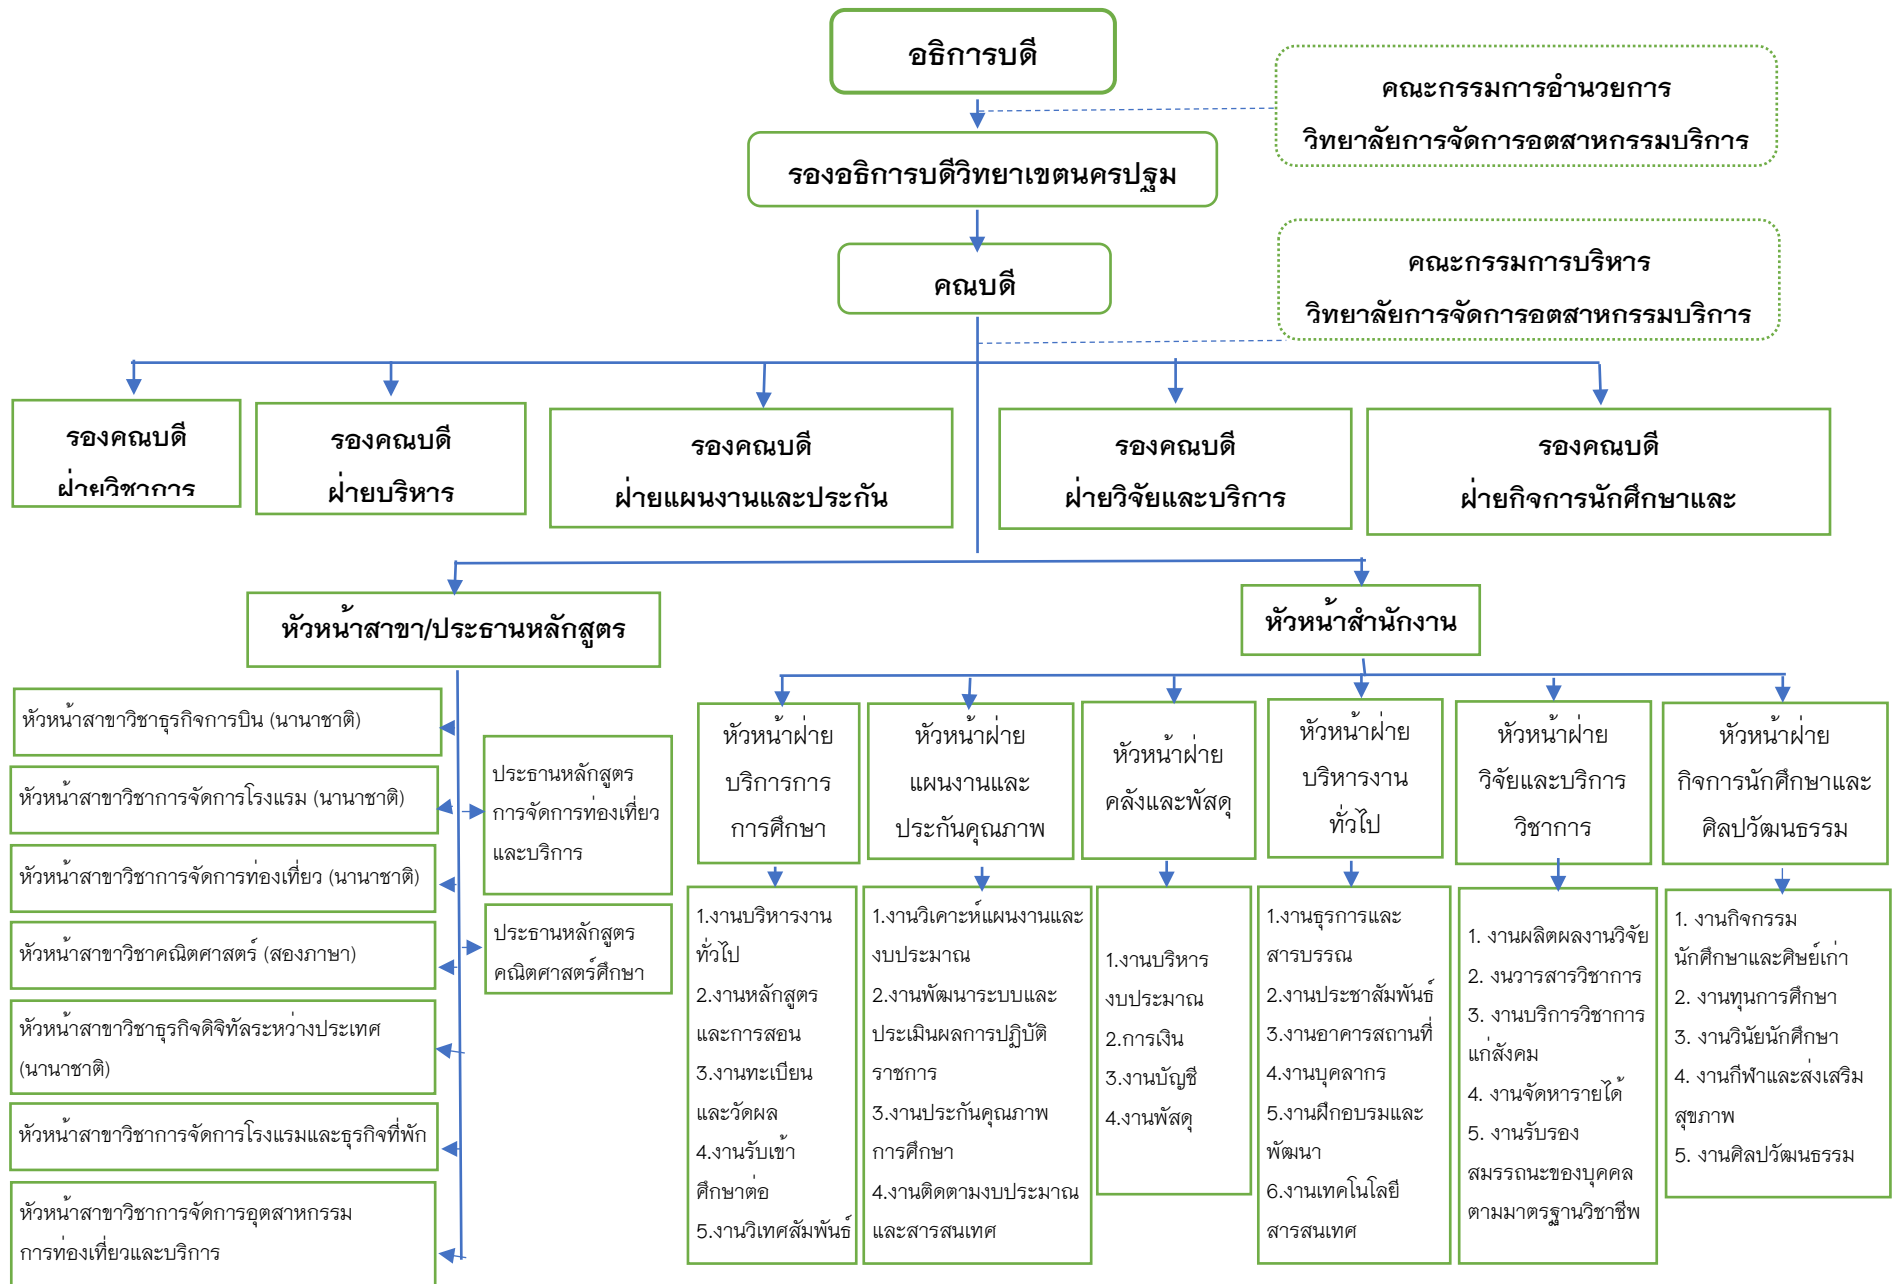 อธิการบดี
คณะกรรมการอำนวยการ
วิทยาลัยการจัดการอตสาหกรรมบริการ
รองอธิการบดีวิทยาเขตนครปฐม
คณบดี
คณะกรรมการบริหาร
วิทยาลัยการจัดการอตสาหกรรมบริการ
รองคณบดี
ฝ่ายวิชาการ
รองคณบดี
ฝ่ายบริหาร
รองคณบดี
ฝ่ายแผนงานและประกัน
รองคณบดี
ฝ่ายวิจัยและบริการ
รองคณบดี
ฝ่ายกิจการนักศึกษาและ
หัวหน้าสาขา/ประธานหลักสูตร
หัวหน้าสำนักงาน
หัวหน้าสาขาวิชาธุรกิจการบิน (นานาชาติ)
หัวหน้าสาขาวิชาการจัดการโรงแรม (นานาชาติ)
หัวหน้าสาขาวิชาการจัดการท่องเที่ยว (นานาชาติ)
หัวหน้าสาขาวิชาคณิตศาสตร์ (สองภาษา)
หัวหน้าสาขาวิชาธุรกิจดิจิทัลระหว่างประเทศ
(นานาชาติ)
หัวหน้าสาขาวิชาการจัดการโรงแรมและธุรกิจที่พัก
หัวหน้าสาขาวิชาการจัดการอุตสาหกรรม
การท่องเที่ยวและบริการ
ประธานหลักสูตร
การจัดการท่องเที่ยว
และบริการ
ประธานหลักสูตร
คณิตศาสตร์ศึกษา
หัวหน้าฝ่าย
บริการการ
การศึกษา
หัวหน้าฝ่าย
แผนงานและ
ประกันคุณภาพ
หัวหน้าฝ่าย
คลังและพัสดุ
หัวหน้าฝ่าย
บริหารงาน
ทั่วไป
หัวหน้าฝ่าย
วิจัยและบริการ
วิชาการ
หัวหน้าฝ่าย
กิจการนักศึกษาและ
ศิลปวัฒนธรรม
1.งานบริหารงาน
ทั่วไป
2.งานหลักสูตร
และการสอน
3.งานทะเบียน
และวัดผล
4.งานรับเข้า
ศึกษาต่อ
5.งานวิเทศสัมพันธ์
1.งานวิเคาะห์แผนงานและ
งบประมาณ
2.งานพัฒนาระบบและ
ประเมินผลการปฏิบัติ
ราชการ
3.งานประกันคุณภาพ
การศึกษา
4.งานติดตามงบประมาณ
และสารสนเทศ
1.งานบริหาร
งบประมาณ
2.การเงิน
3.งานบัญชี
4.งานพัสดุ
1.งานธุรการและ
สารบรรณ
2.งานประชาสัมพันธ์
3.งานอาคารสถานที่
4.งานบุคลากร
5.งานฝึกอบรมและ
พัฒนา
6.งานเทคโนโลยี
สารสนเทศ
1. งานผลิตผลงานวิจัย
2. งนวารสารวิชาการ
3. งานบริการวิชาการ
แก่สังคม
4. งานจัดหารายได้
5. งานรับรอง
สมรรถนะของบุคคล
ตามมาตรฐานวิชาชีพ
1. งานกิจกรรม
นักศึกษาและศิษย์เก่า
2. งานทุนการศึกษา
3. งานวินัยนักศึกษา
4. งานกีฬาและส่งเสริม
สุขภาพ
5. งานศิลปวัฒนธรรม